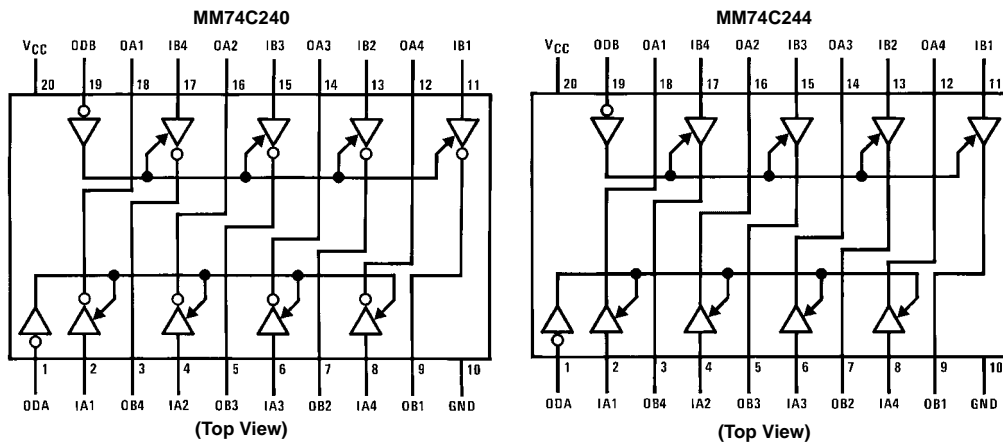 MM74C240
VCC ODB OA1 IB4 OA2 IB3 OA3 IB2 OA4 IB1
20 19 18 17 16 15 14 13 12 11
1 2 3 4 5 6 7 8 9 10
ODA IA1 OB4 IA2 OB3 IA3 OB2 IA4 OB1 GND
(Top View)
MM74C244
VCC ODB OA1 IB4 OA2 IB3 OA3 IB2 OA4 IB1
20 19 18 17 16 15 14 13 12 11
1 2 3 4 5 6 7 8 9 10
ODA IA1 OB4 IA2 OB3 IA3 OB2 IA4 OB1 GND
(Top View)